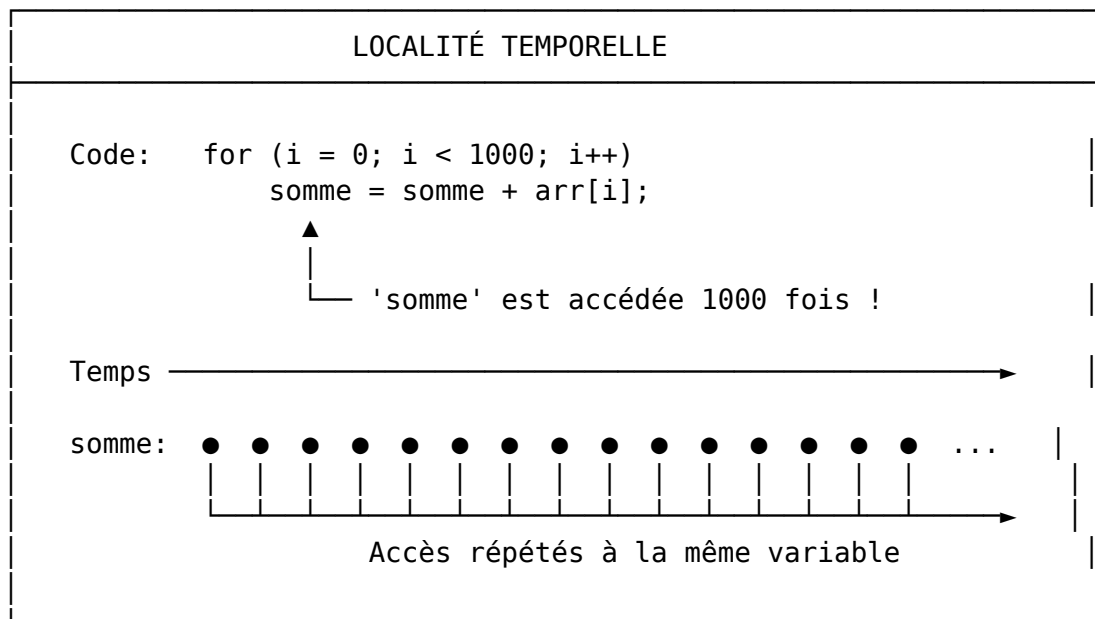 LOCALITÉ TEMPORELLE
Code: for (i = 0; i < 1000; i++)
somme = somme + arr[i];
'somme' est accédée 1000 fois !
Temps
somme: ● ● ● ● ● ● ● ● ● ● ● ● ● ● ● ...
Accès répétés à la même variable